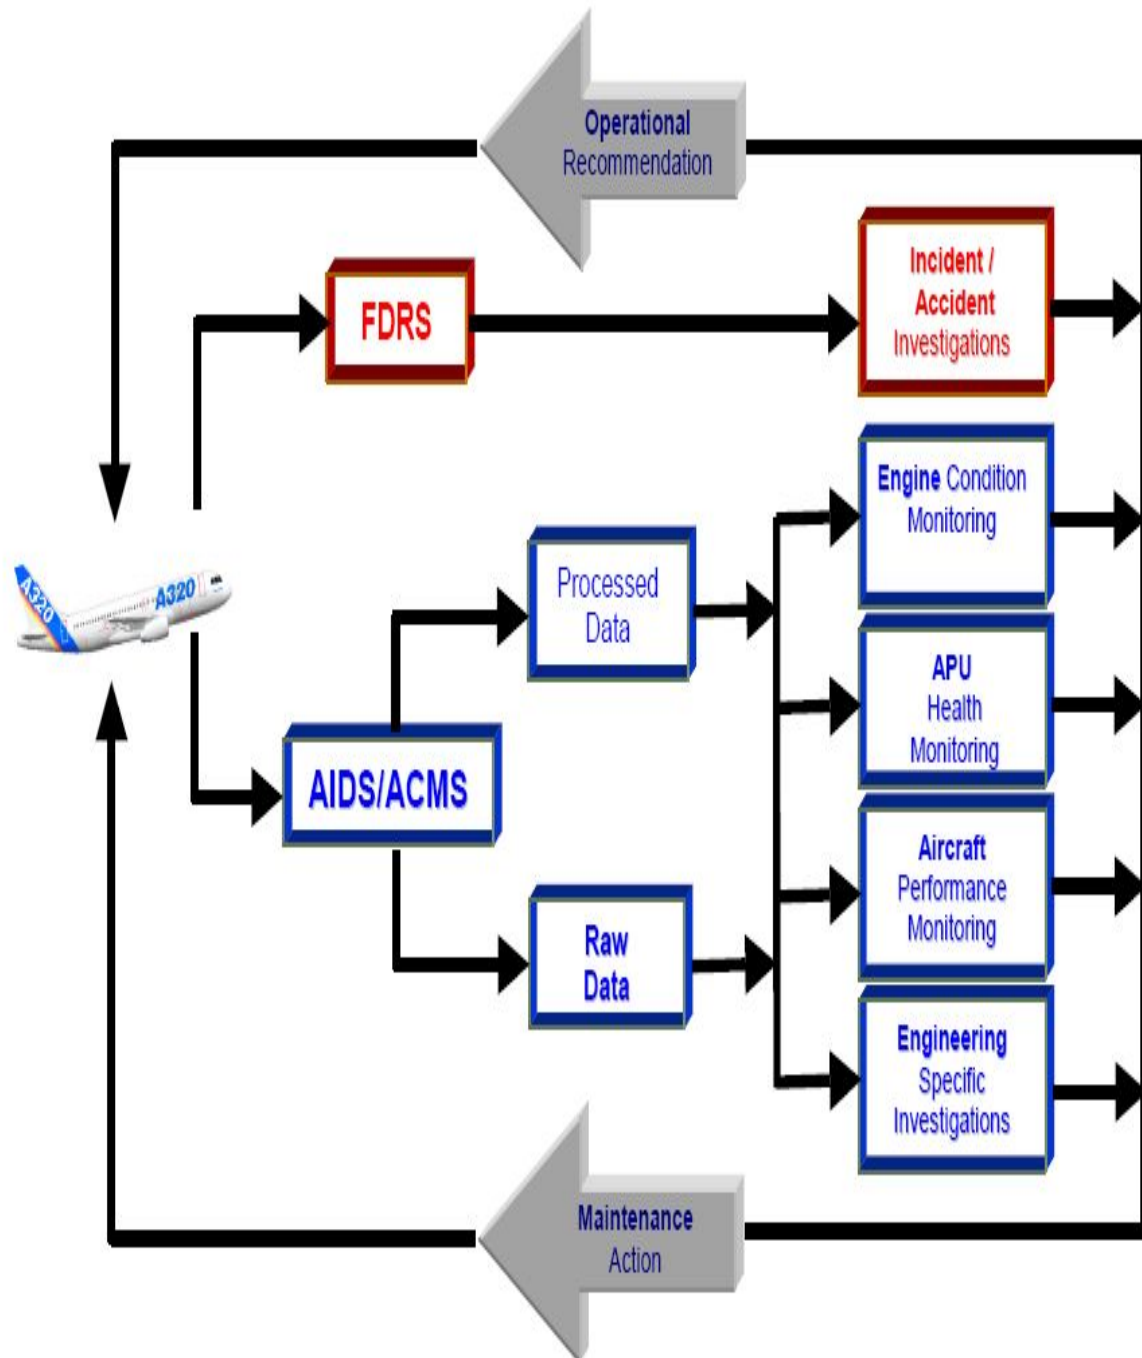 Operational
Recommendation
FDRS
Incident /
Accident
Investigations
Engine Condition
Monitoring
A320
A320
Processed
Data
APU
Health
Monitoring
AIDS/ACMS
Aircraft
Performance
Monitoring
Raw
Data
Engineering
Specific
Investigations
Maintenance
Action